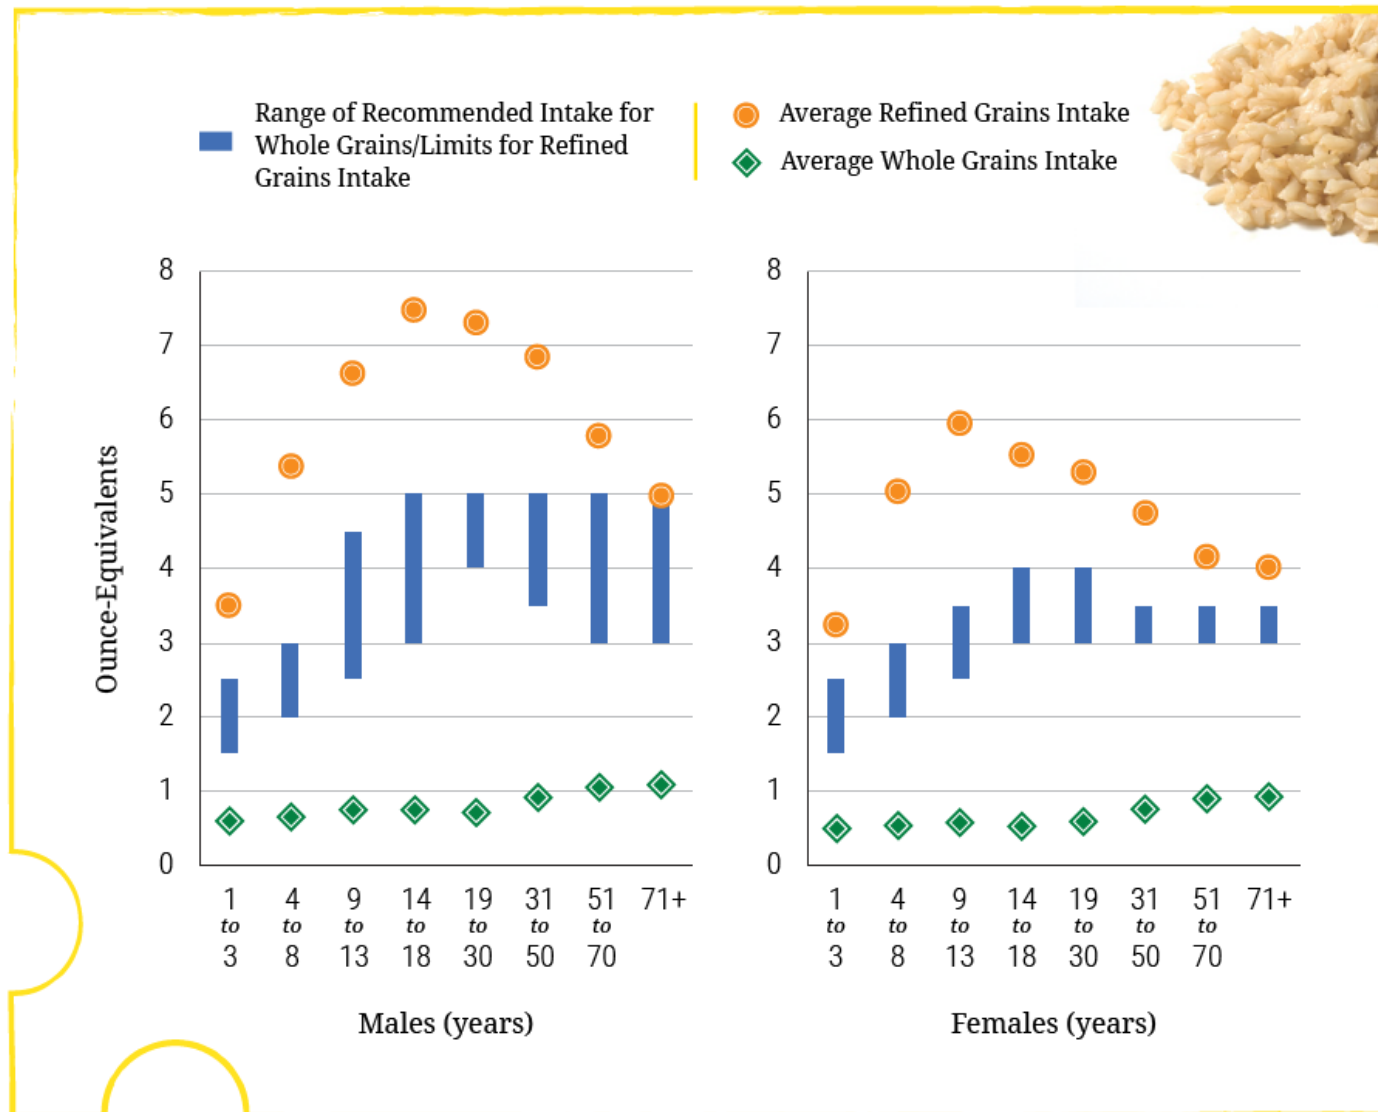 Range of Recommended Intake for
Whole Grains/Limits for Refined
Grains Intake
Average Refined Grains Intake
Average Whole Grains Intake
Ounce-Equivalents
8
7
6
5
4
3
2
1
0
1 to 3
4 to 8
9 to 13
14 to 18
19 to 30
31 to 50
51 to 70
71+
Males (years)
8
7
6
5
4
3
2
1
0
1 to 3
4 to 8
9 to 13
14 to 18
19 to 30
31 to 50
51 to 70
71+
Females (years)